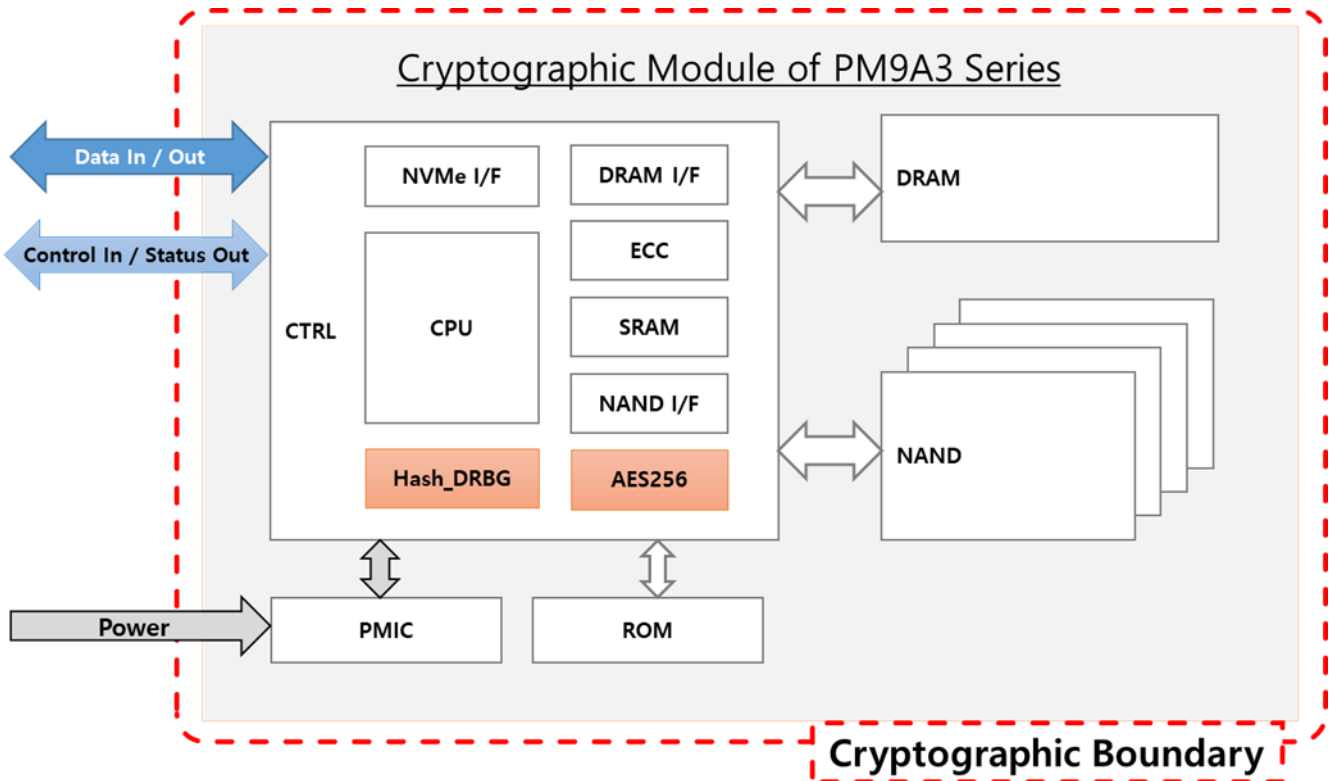 Cryptographic Module of PM9A3 Series
Data In / Out
Control In / Status Out
Power
CTRL
NVMe I/F
CPU
Hash_DRBG
DRAM I/F
ECC
SRAM
NAND I/F
AES256
DRAM
NAND
PMIC
ROM
Cryptographic Boundary